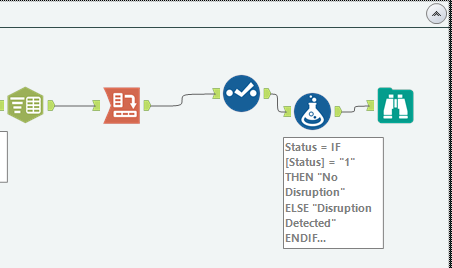 Status = IF
[Status] = "1"
THEN "No
Disruption"
ELSE "Disruption
Detected"
ENDIF...